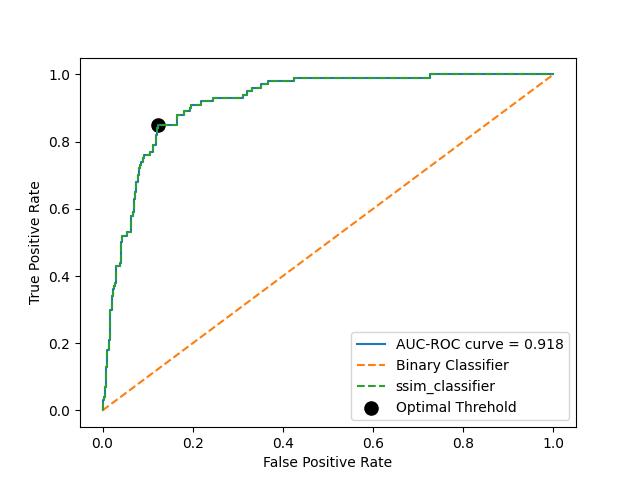 1.0
0.8
0.6
0.4
0.2
0.0
True Positive Rate
AUC-ROC curve = 0.918
Binary Classifier
ssim_classifier
Optimal Threhold
0.0 0.2 0.4 0.6 0.8 1.0
False Positive Rate